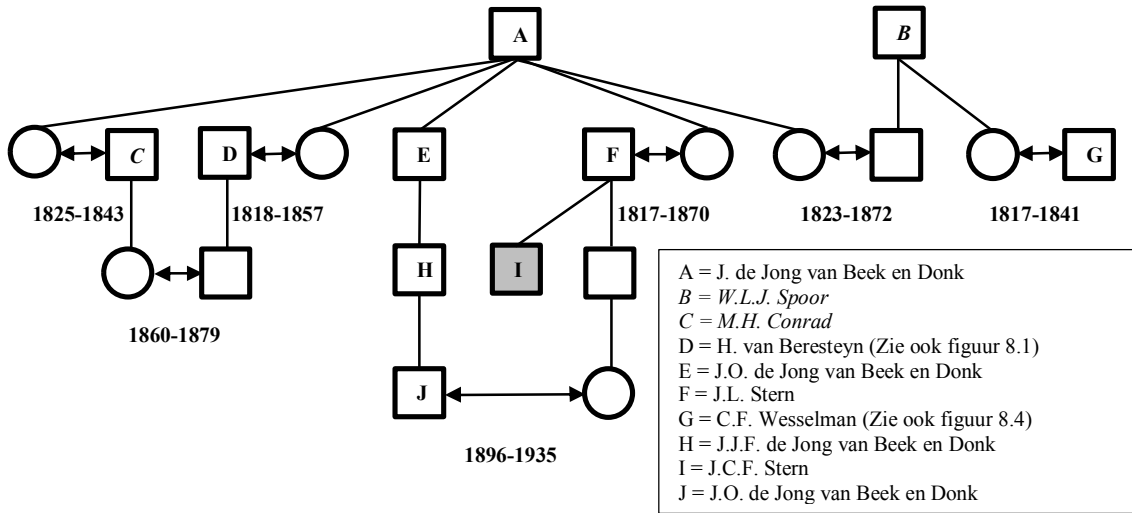 A
B
C
D
E
F
G
1825-1843
1818-1857
1817-1870
1823-1872
1817-1841
H
I
1860-1879
J
1896-1935
A = J. de Jong van Beek en Donk
B = W.L.J. Spoor
C = M.H. Conrad
D = H. van Beresteyn (Zie ook figuur 8.1)
E = J.O. de Jong van Beek en Donk
F = J.L. Stern
G = C.F. Wesselman (Zie ook figuur 8.4)
H = J.J.F. de Jong van Beek en Donk
I = J.C.F. Stern
J = J.O. de Jong van Beek en Donk